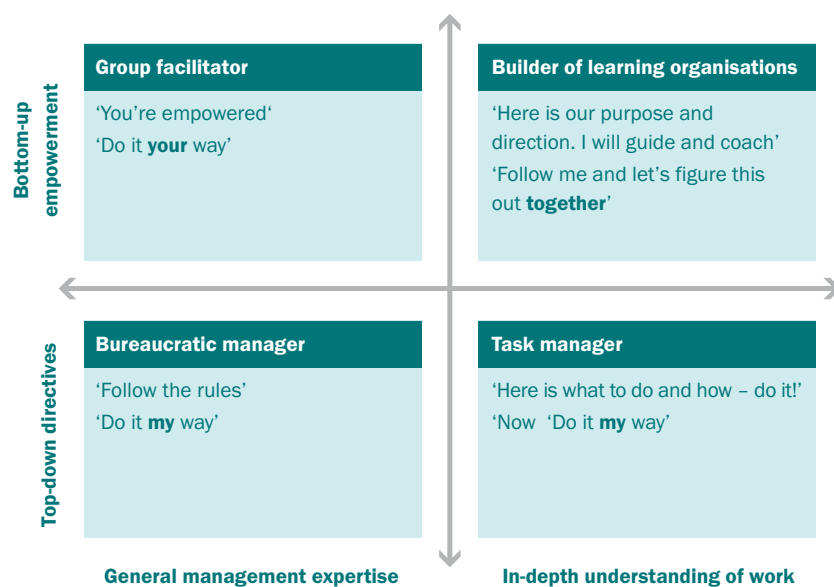 Bottom-up
empowerment
Group facilitator
‘You’re empowered‘
‘Do it your way’
Builder of learning organisations
‘Here is our purpose and
direction. I will guide and coach’
‘Follow me and let’s figure this
out together’
Top-down directives
Bureaucratic manager
‘Follow the rules’
‘Do it my way’
Task manager
‘Here is what to do and how – do it!’
‘Now  ‘Do it my way’
General management expertise
In-depth understanding of work